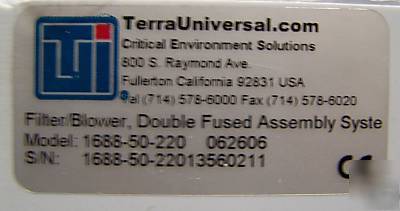 TerraUniversal.com
Critical Environment Solutions
800 S. Raymond Ave.
Fullerton California 92831 USA
Tel (714) 578-6000 Fax (714) 578-6020
Filter/Blower, Double Fused Assembly Syste
Model: 1688-50-220 062606
S/N: 1688-50-22013560211